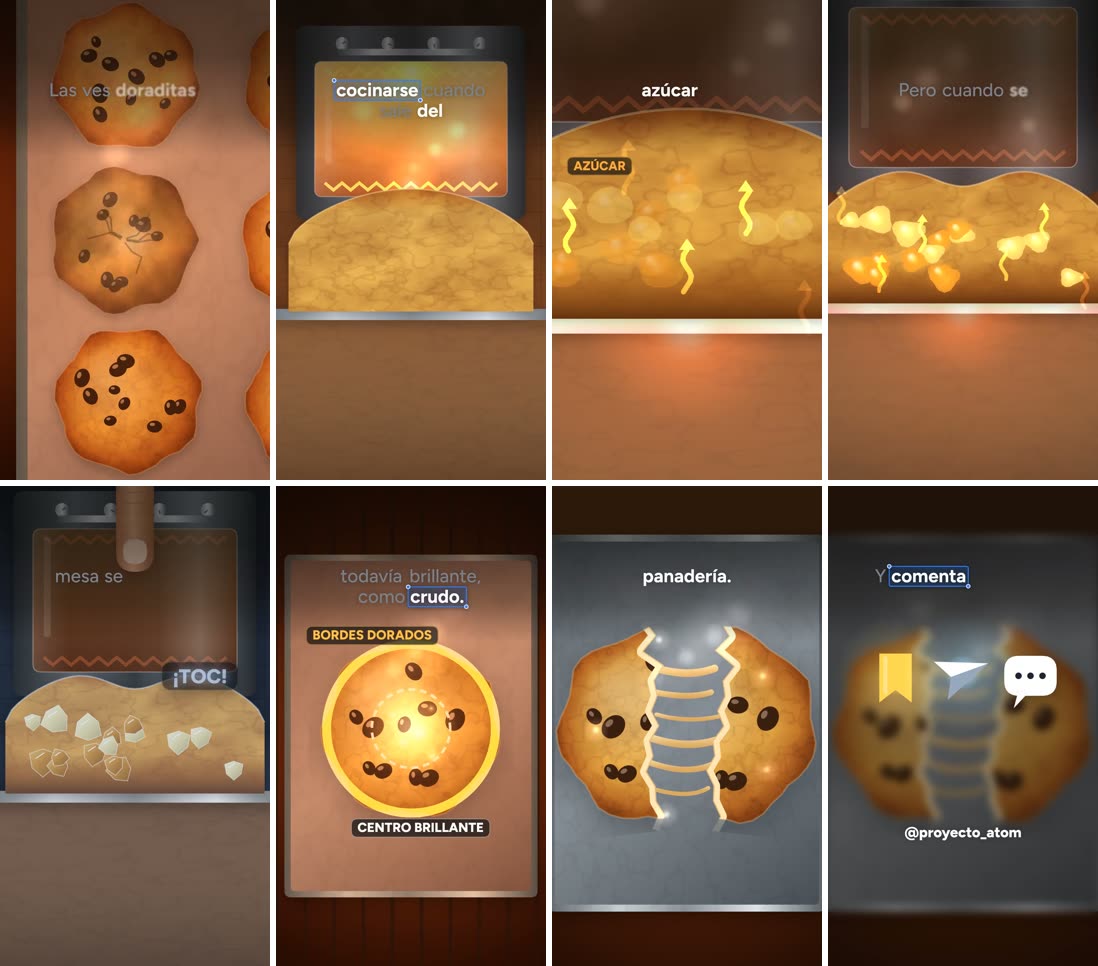 Las ves doraditas
cocinarse cuando
del
azúcar
AZÚCAR
Pero cuando se
mesa se
¡TOC!
todavía brillante,
como crudo.
BORDES DORADOS
CENTRO BRILLANTE
panadería.
Y comenta
@proyecto_atom